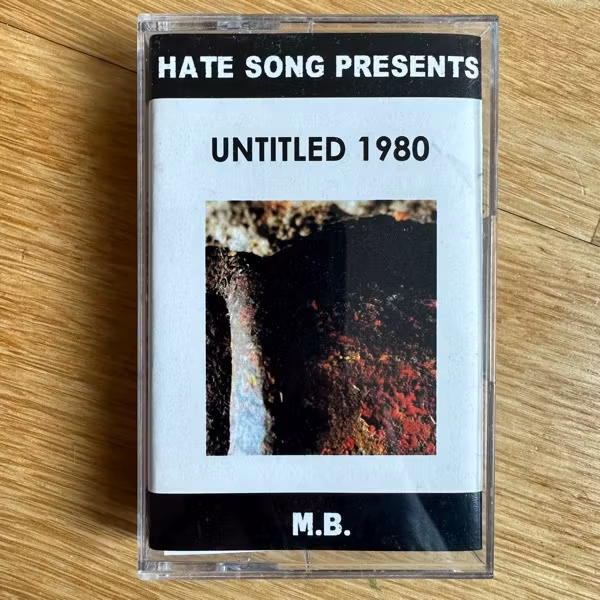 HATE SONG PRESENTS
UNTITLED 1980
M.B.